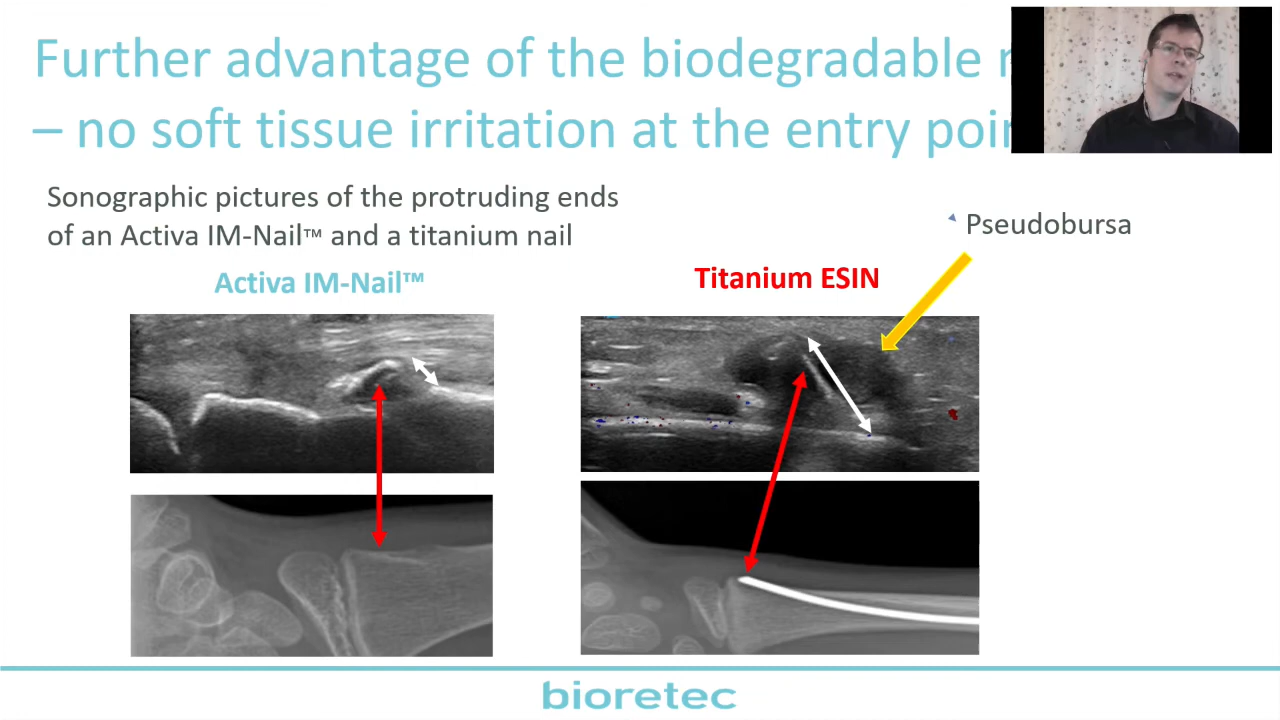 Further advantage of the biodegradable
– no soft tissue irritation at the entry
Sonographic pictures of the protruding ends
of an Activa IM-Nail™ and a titanium nail
Pseudobursa
Activa IM-Nail™
Titanium ESIN
bioretec